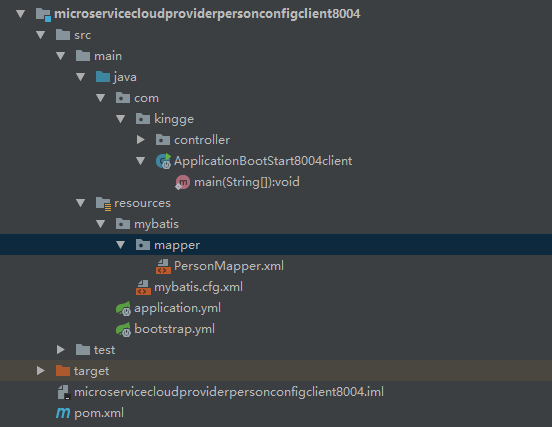 microservicecloudproviderpersonconfigclient8004
src
main
java
com
kingge
controller
ApplicationBootStart8004client
main(String[]):void
resources
mybatis
mapper
PersonMapper.xml
mybatis.cfg.xml
application.yml
bootstrap.yml
test
target
microservicecloudproviderpersonconfigclient8004.iml
pom.xml